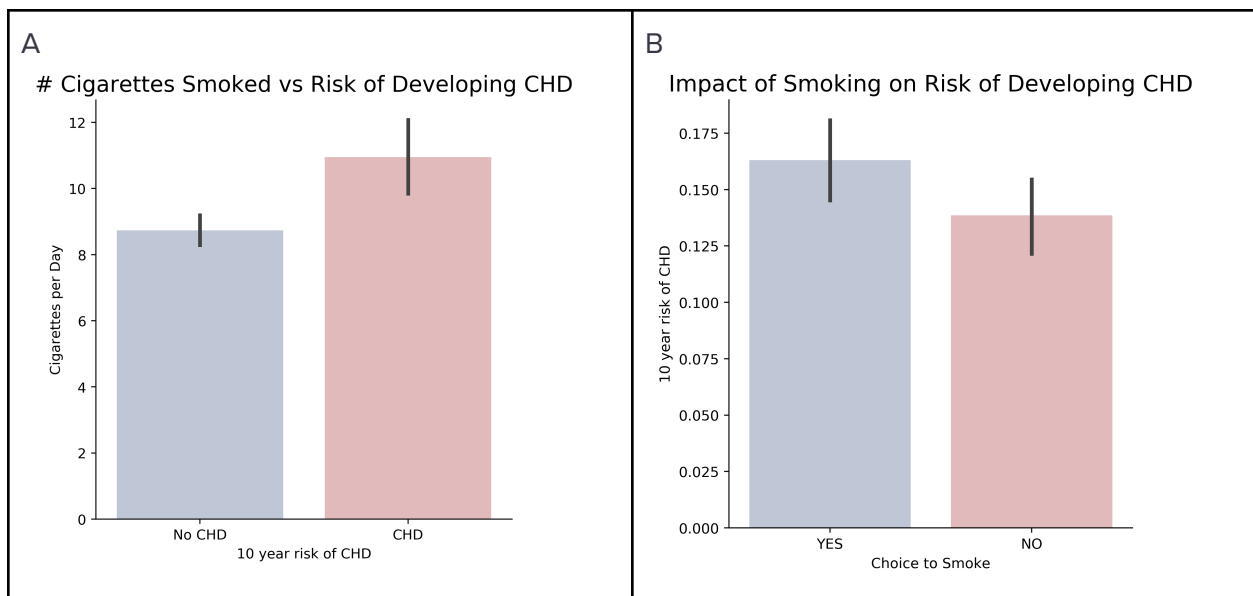 A
# Cigarettes Smoked vs Risk of Developing CHD
12
10
8
6
4
2
0
Cigarettes per Day
No CHD
CHD
10 year risk of CHD
B
Impact of Smoking on Risk of Developing CHD
0.175
0.150
0.125
0.100
0.075
0.050
0.025
0.000
10 year risk of CHD
YES
NO
Choice to Smoke